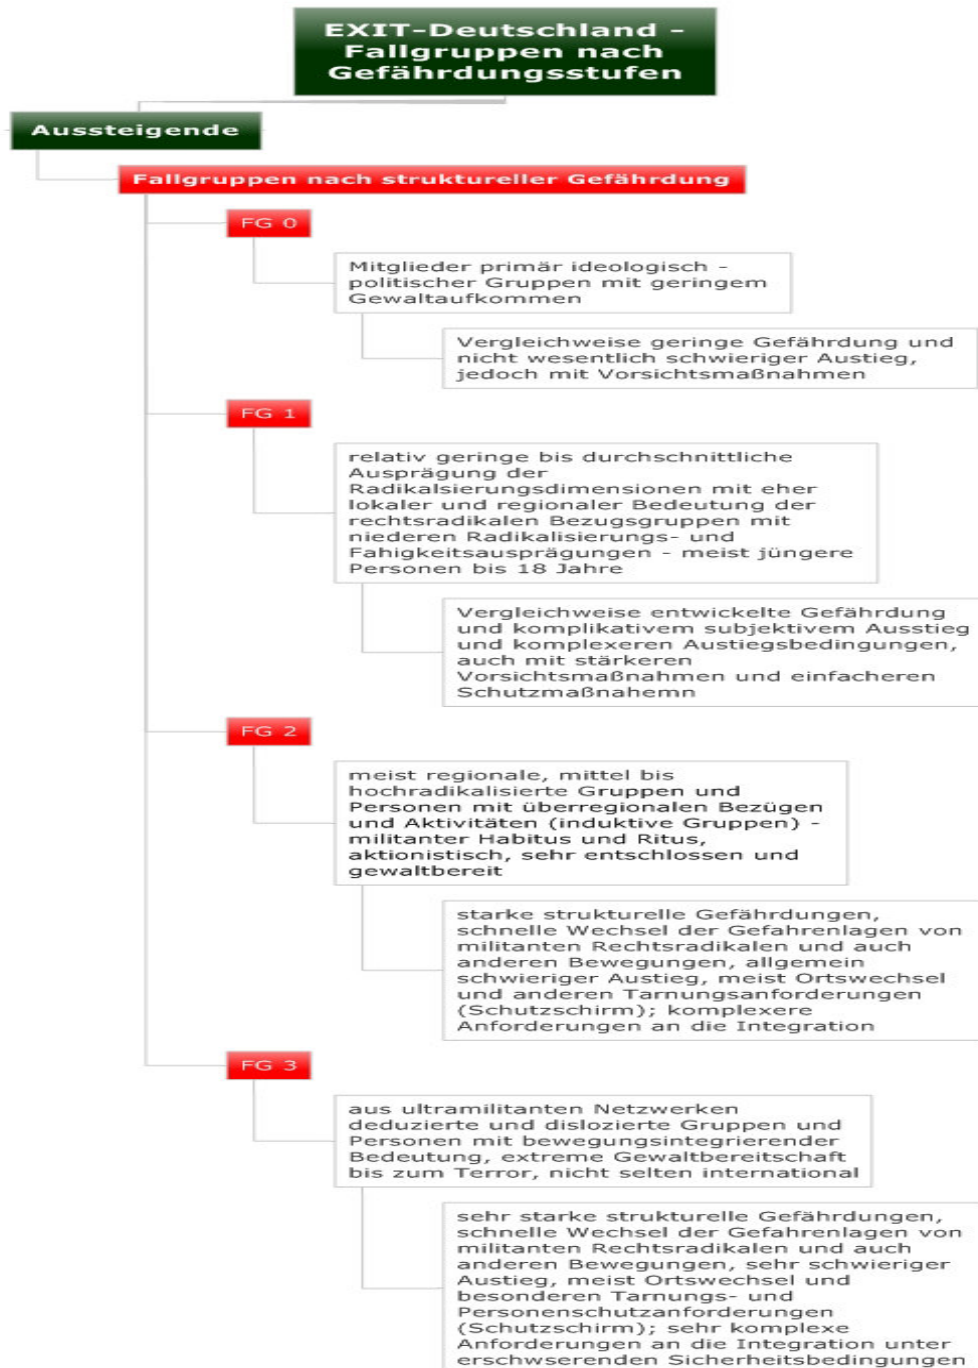 EXIT-Deutschland -
Fallgruppen nach
Gefährdungsstufen
Aussteigende
Fallgruppen nach struktureller Gefährdung
FG 0
Mitglieder primär ideologisch -
politischer Gruppen mit geringem
Gewaltaufkommen
Vergleichweise geringe Gefährdung und
nicht wesentlich schwieriger Austieg,
jedoch mit Vorsichtsmaßnahmen
FG 1
relativ geringe bis durchschnittliche
Ausprägung der
Radikalsierungsdimensionen mit eher
lokaler und regionaler Bedeutung der
rechtsradikalen Bezugsgruppen mit
niederen Radikalisierungs- und
Fahigkeitsausprägungen - meist jüngere
Personen bis 18 Jahre
Vergleichweise entwickelte Gefährdung
und komplikativem subjektivem Ausstieg
und komplexeren Austiegsbedingungen,
auch mit stärkeren
Vorsichtsmaßnahmen und einfacheren
Schutzmaßnahemn
FG 2
meist regionale, mittel bis
hochradikalisierte Gruppen und
Personen mit überregionalen Bezügen
und Aktivitäten (induktive Gruppen) -
militanter Habitus und Ritus,
aktionistisch, sehr entschlossen und
gewaltbereit
starke strukturelle Gefährdungen,
schnelle Wechsel der Gefahrenlagen von
militanten Rechtsradikalen und auch
anderen Bewegungen, allgemein
schwieriger Austieg, meist Ortswechsel
und anderen Tarnungsanforderungen
(Schutzschirm); komplexere
Anforderungen an die Integration
FG 3
aus ultramilitanten Netzwerken
deduzierte und dislozierte Gruppen und
Personen mit bewegungsintegrierender
Bedeutung, extreme Gewaltbereitschaft
bis zum Terror, nicht selten international
sehr starke strukturelle Gefährdungen,
schnelle Wechsel der Gefahrenlagen von
militanten Rechtsradikalen und auch
anderen Bewegungen, sehr schwieriger
Austieg, meist Ortswechsel und
besonderen Tarnungs- und
Personenschutzanforderungen
(Schutzschirm); sehr komplexe
Anforderungen an die Integration unter
erschwserenden Sicherheitsbedingungen